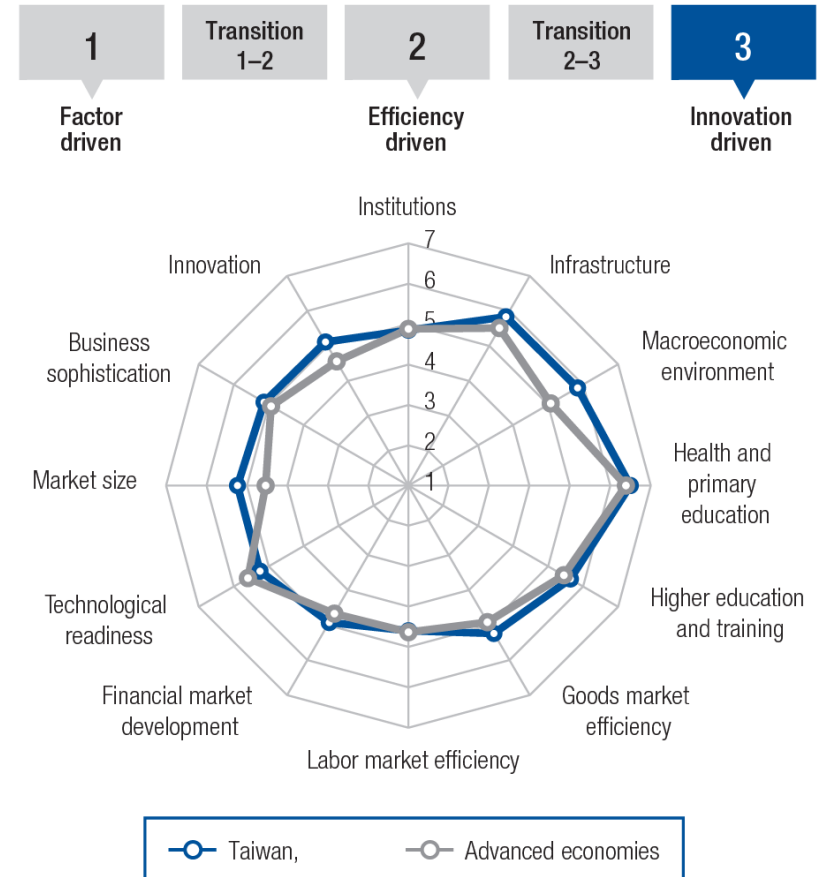 1
Transition
1–2
2
Transition
2–3
3
Factor
driven
Efficiency
driven
Innovation
driven
Institutions
7
6
5
4
3
2
1
Infrastructure
Macroeconomic
environment
Health and
primary
education
Higher education
and training
Goods market
efficiency
Labor market efficiency
Financial market
development
Technological
readiness
Market size
Business
sophistication
Innovation
Taiwan,
Advanced economies